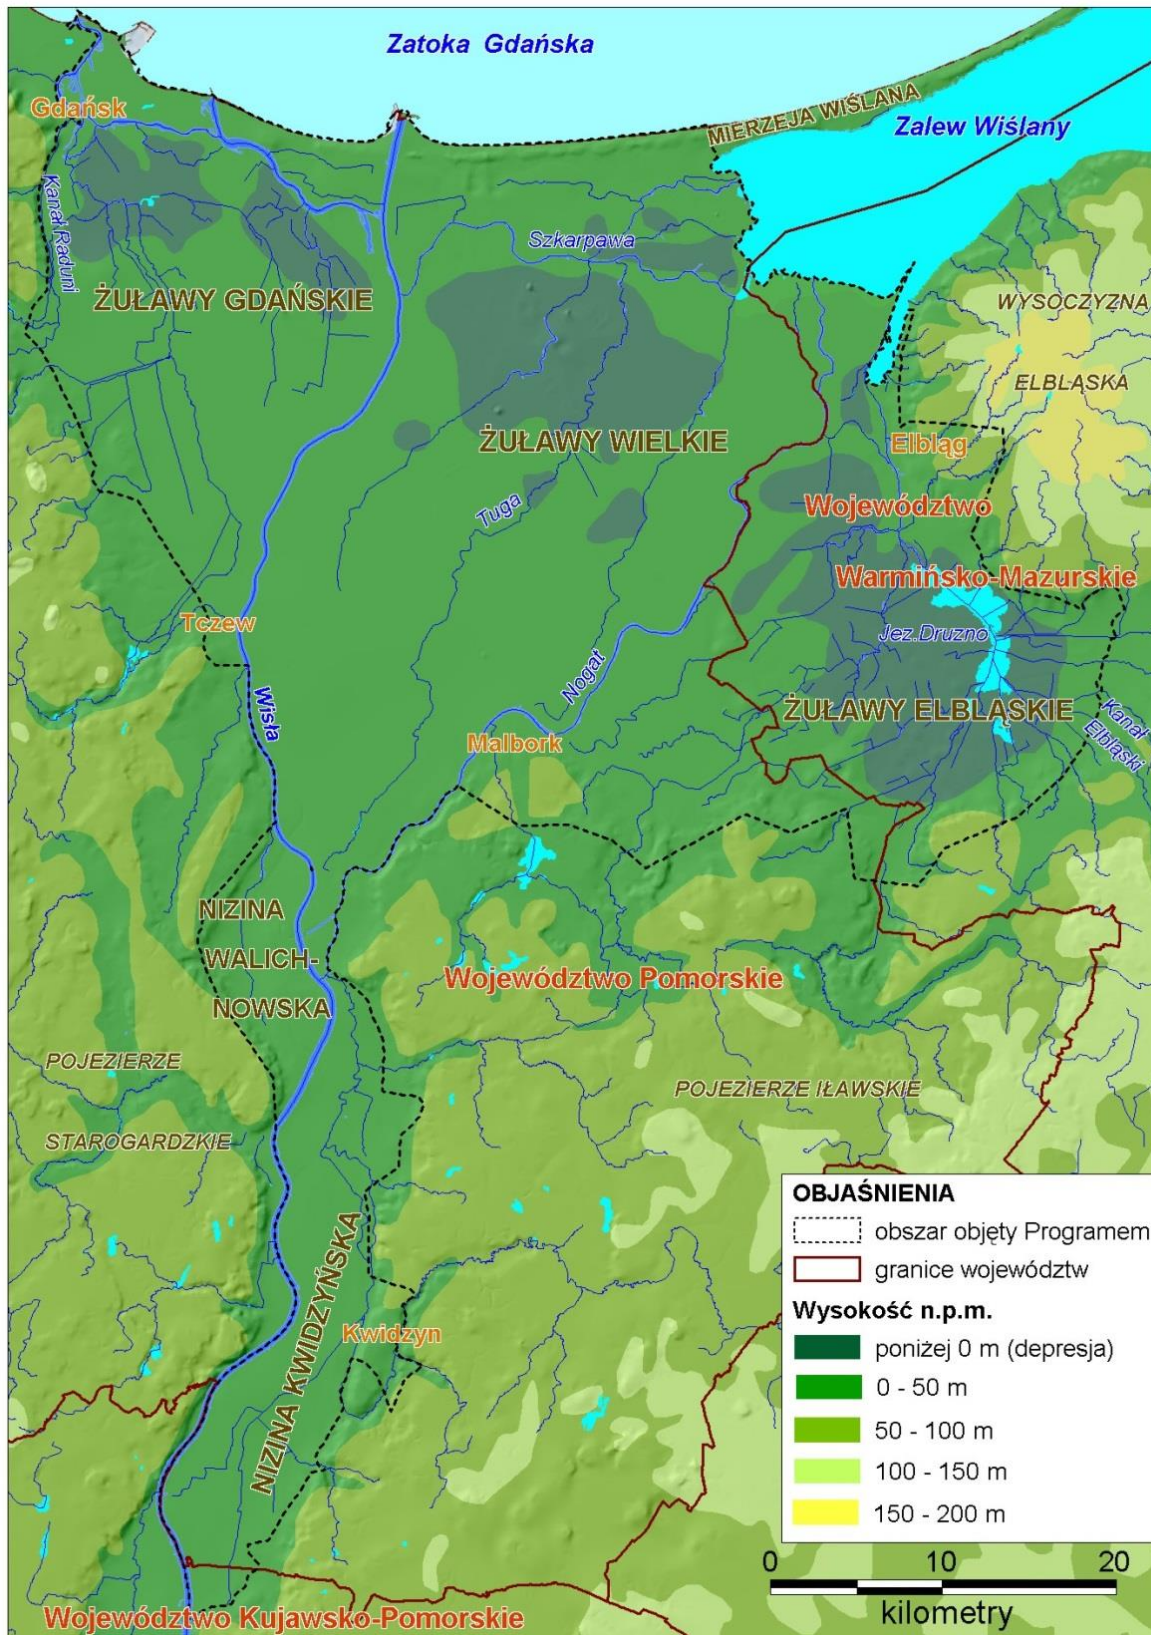 Zatoka Gdańska
MIERZEJA WIŚLANA
Zalew Wiślany
Gdańsk
Kanał Raduni
Szkarpawa
ŻUŁAWY GDAŃSKIE
WYSOCZYZNA
ELBLĄSKA
ŻUŁAWY WIELKIE
Elbląg
Tuga
Województwo
Warmińsko-Mazurskie
Tczew
Jez.Druzno
Nogat
Wisła
ŻUŁAWY ELBLĄSKIE
Malbork
Kanał
Elbląski
NIZINA
WALICH-
NOWSKA
Województwo Pomorskie
POJEZIERZE
STAROGARDZKIE
POJEZIERZE IŁAWSKIE
NIZINA KWIDZYŃSKA
Kwidzyn
Województwo Kujawsko-Pomorskie
OBJAŚNIENIA
obszar objęty Programem
granice województw
Wysokość n.p.m.
poniżej 0 m (depresja)
0 - 50 m
50 - 100 m
100 - 150 m
150 - 200 m
0 10 20
kilometry